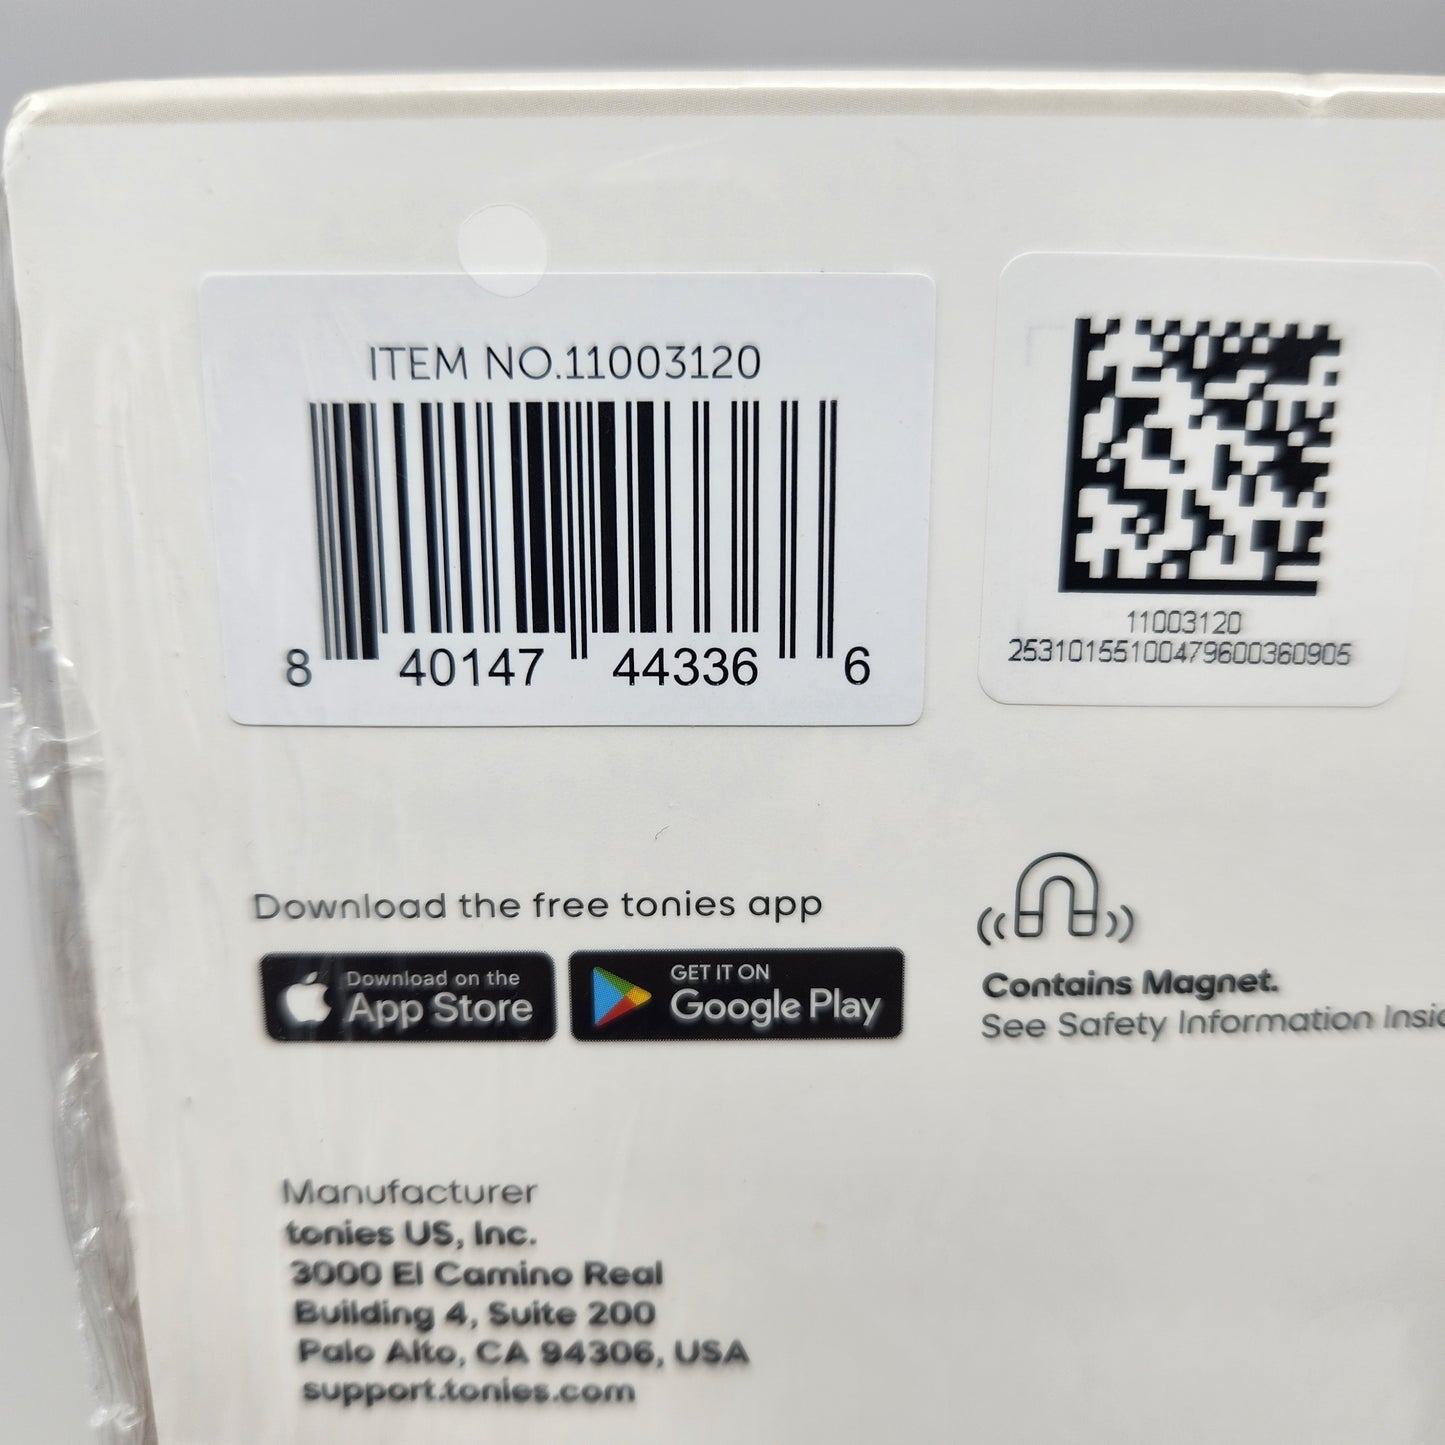 ITEM NO.11003120
8 40147 44336 6
11003120
25310155100479600360905
Download the free tonies app
Download on the
App Store
GET IT ON
Google Play
Contains Magnet.
See Safety Information
Manufacturer
tonies US, Inc.
3000 El Camino Real
Building 4, Suite 200
Palo Alto, CA 94306, USA
support.tonies.com